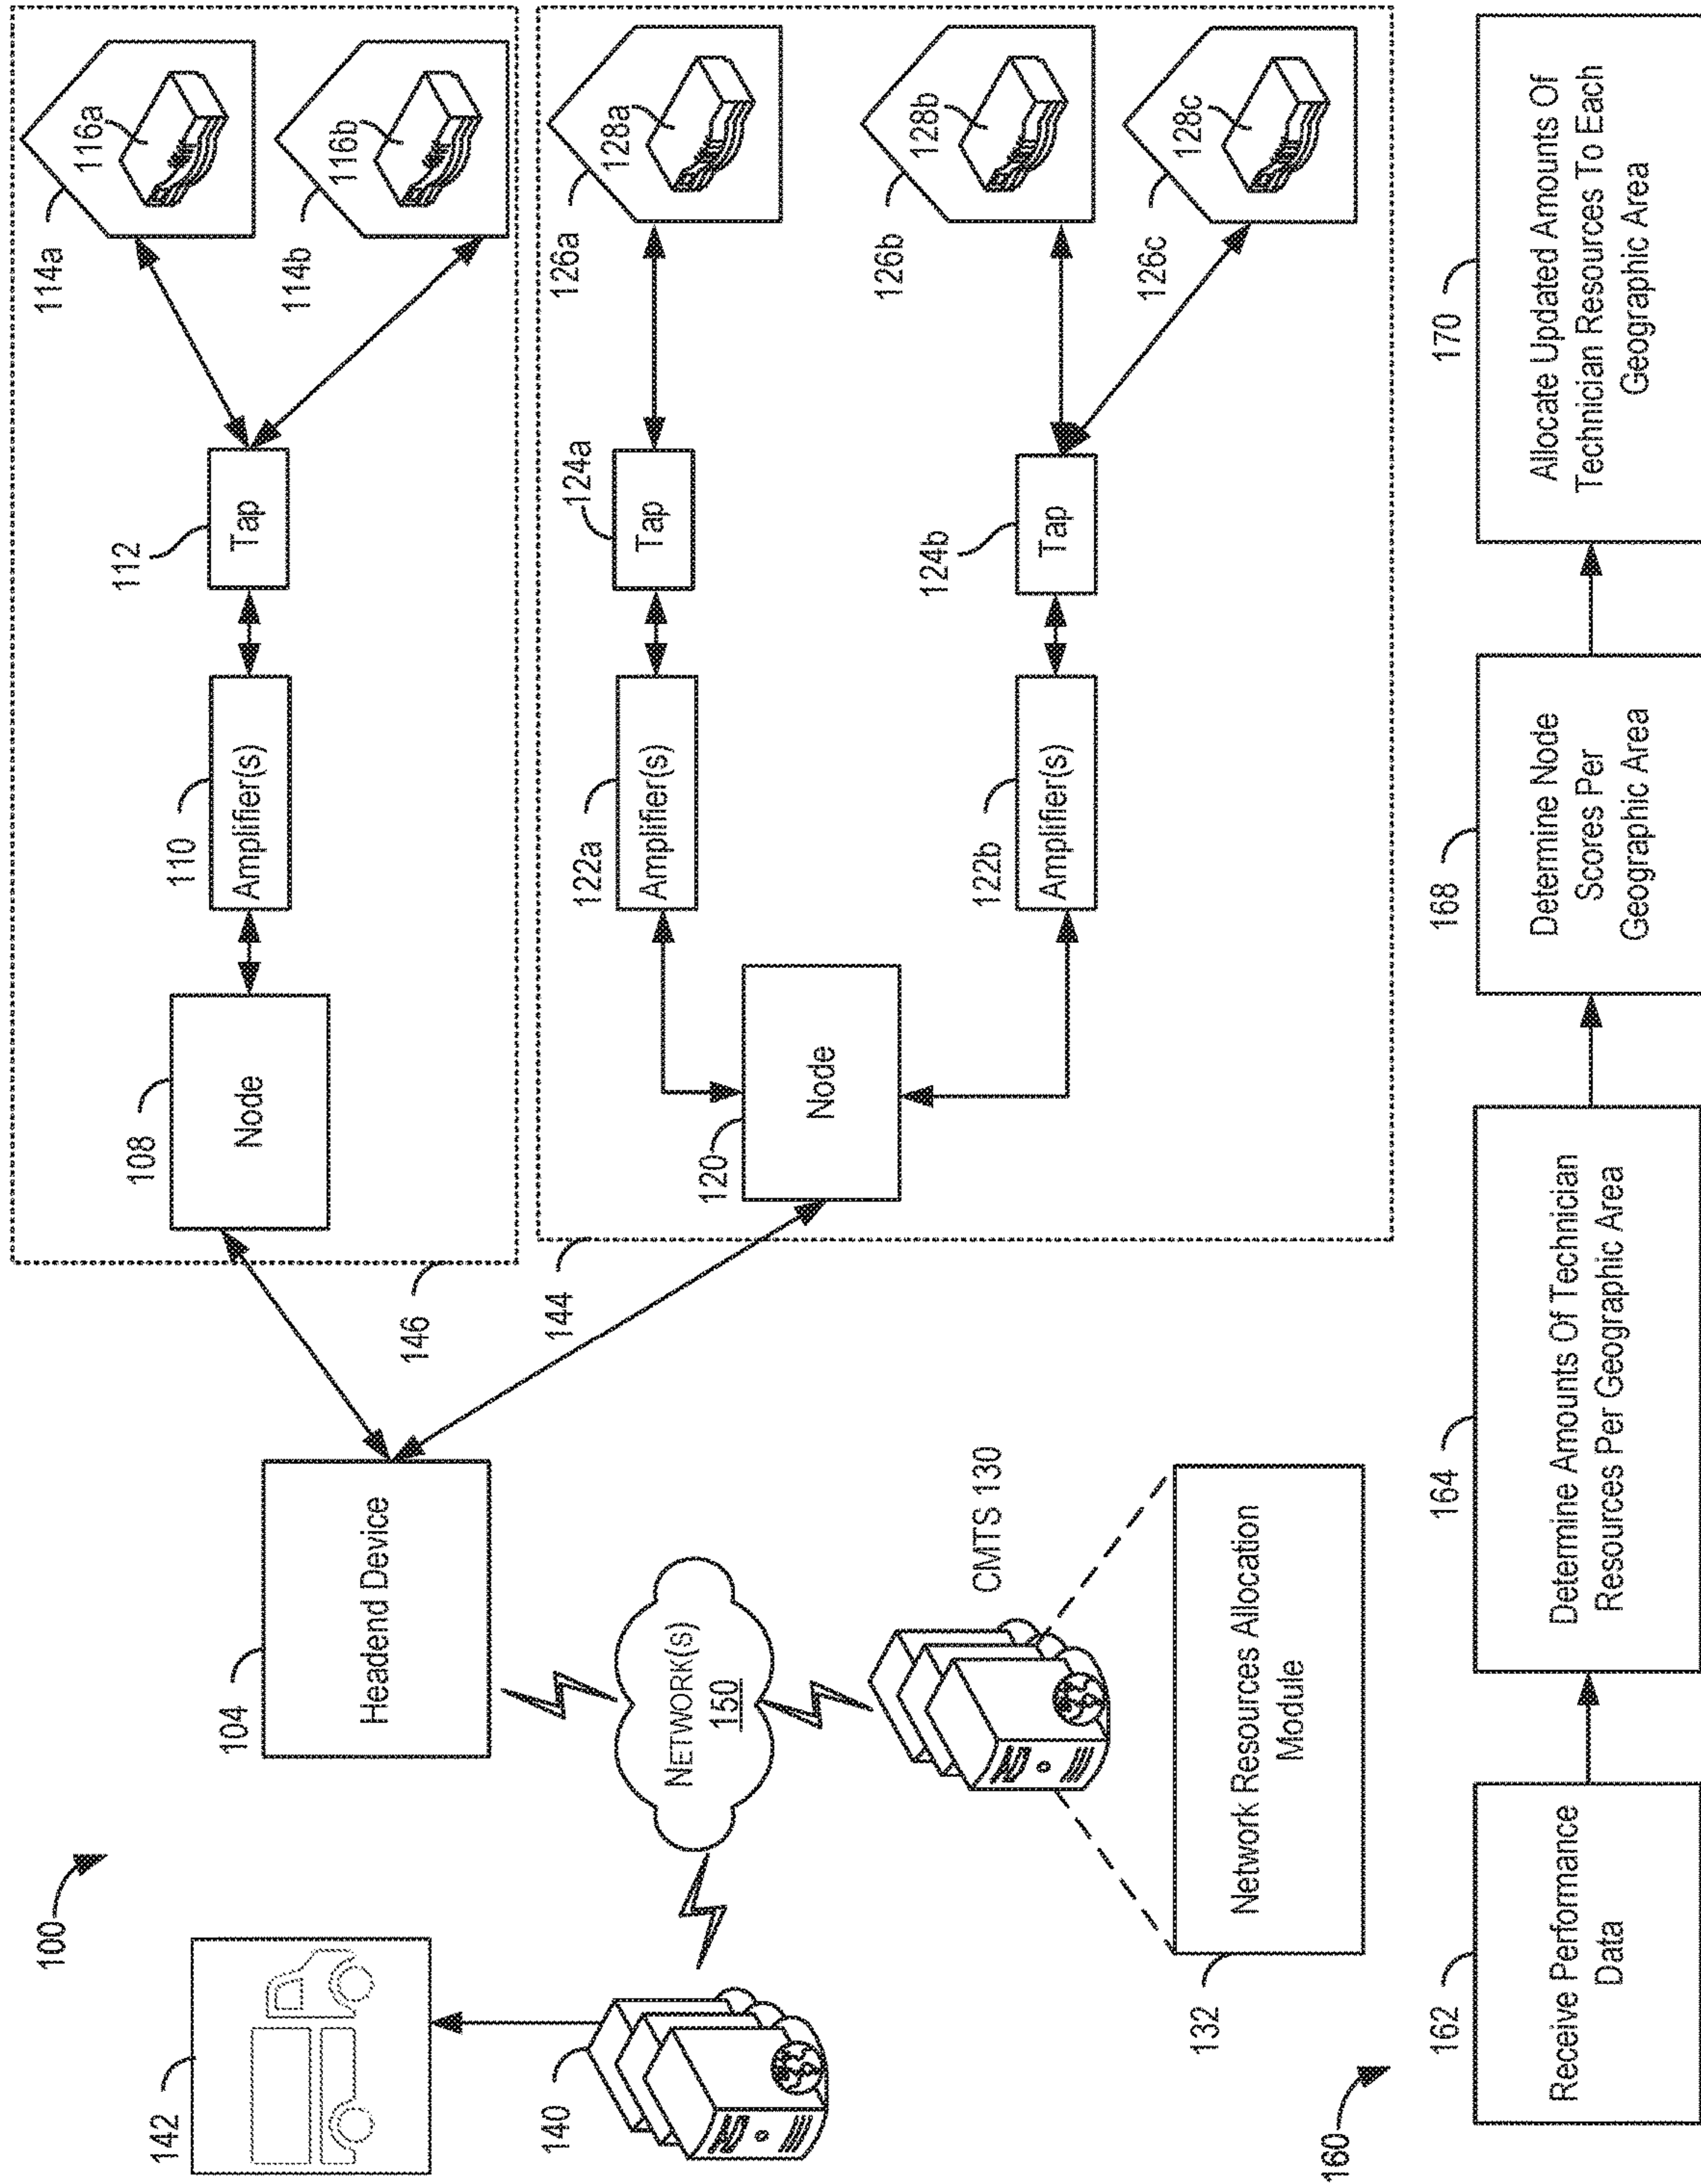 100
142
140
104
Headend Device
NETWORK(S)
150
CMTS 130
132
Network Resources Allocation
Module
146
144
108
Node
110
Amplifier(s)
112
Tap
114a
116a
114b
116b
120
Node
122a
Amplifier(s)
124a
Tap
126a
128a
122b
Amplifier(s)
124b
Tap
126b
128b
126c
128c
160
162
Receive Performance
Data
164
Determine Amounts Of Technician
Resources Per Geographic Area
168
Determine Node
Scores Per
Geographic Area
170
Allocate Updated Amounts Of
Technician Resources To Each
Geographic Area